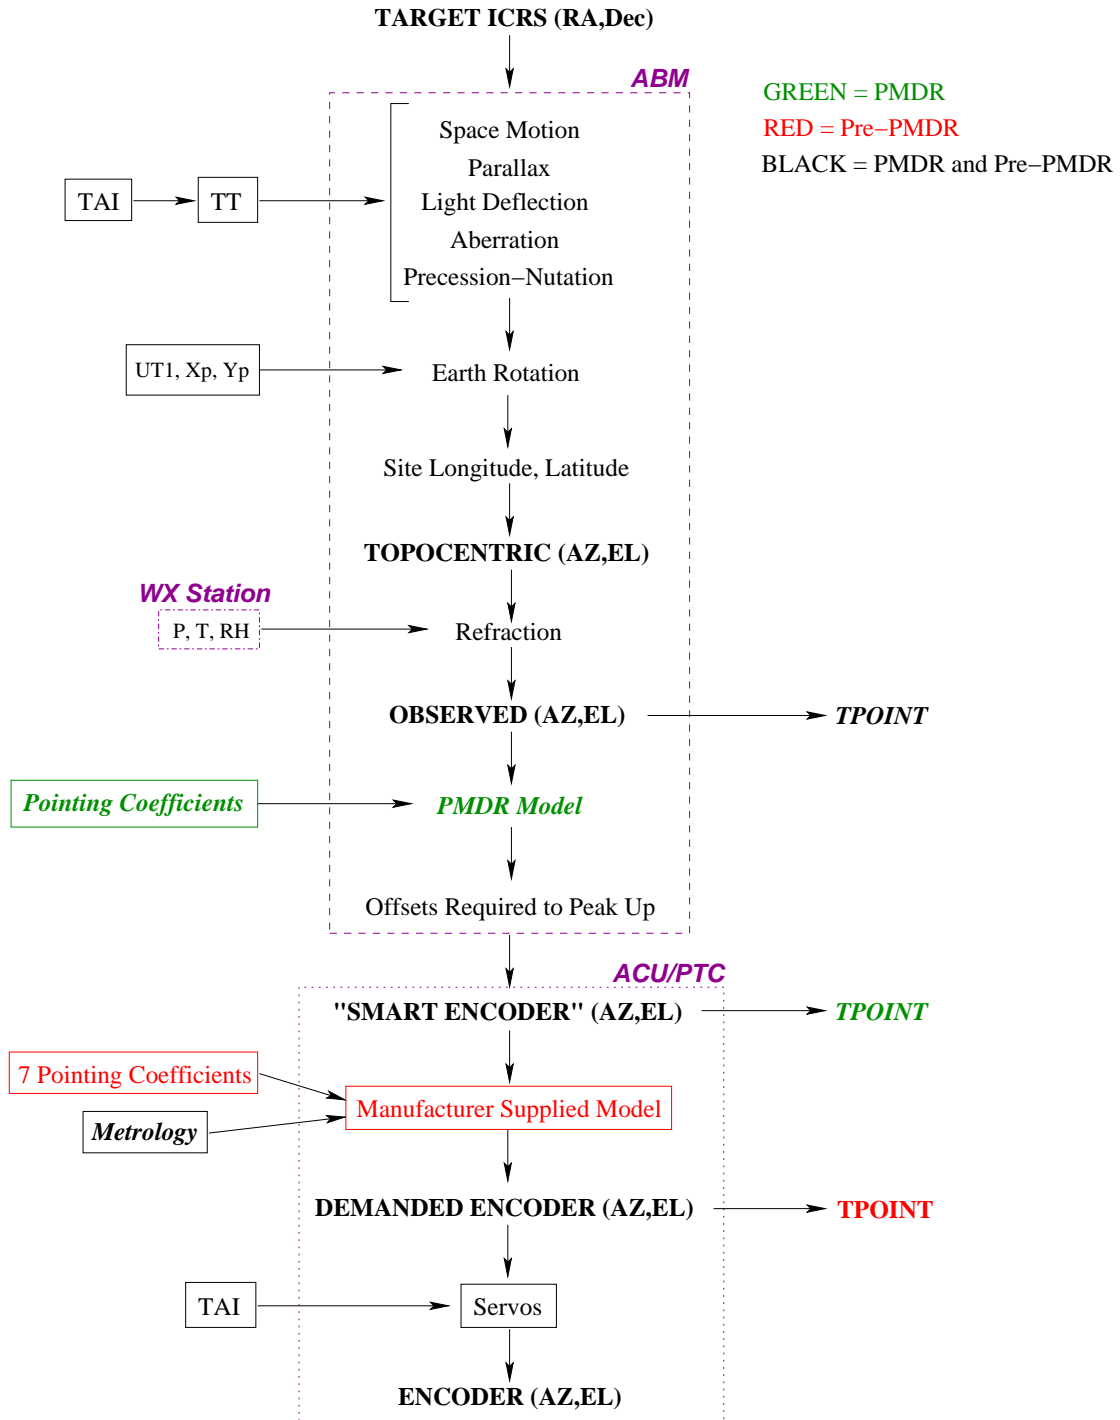 TARGET ICRS (RA,Dec)
ABM
GREEN = PMDR
RED = Pre−PMDR
BLACK = PMDR and Pre−PMDR
Space Motion
Parallax
Light Deflection
Aberration
Precession−Nutation
TAI
TT
UT1, Xp, Yp
Earth Rotation
Site Longitude, Latitude
TOPOCENTRIC (AZ,EL)
WX Station
P, T, RH
Refraction
OBSERVED (AZ,EL)
TPOINT
Pointing Coefficients
PMDR Model
Offsets Required to Peak Up
ACU/PTC
"SMART ENCODER" (AZ,EL)
TPOINT
7 Pointing Coefficients
Manufacturer Supplied Model
Metrology
DEMANDED ENCODER (AZ,EL)
TPOINT
TAI
Servos
ENCODER (AZ,EL)